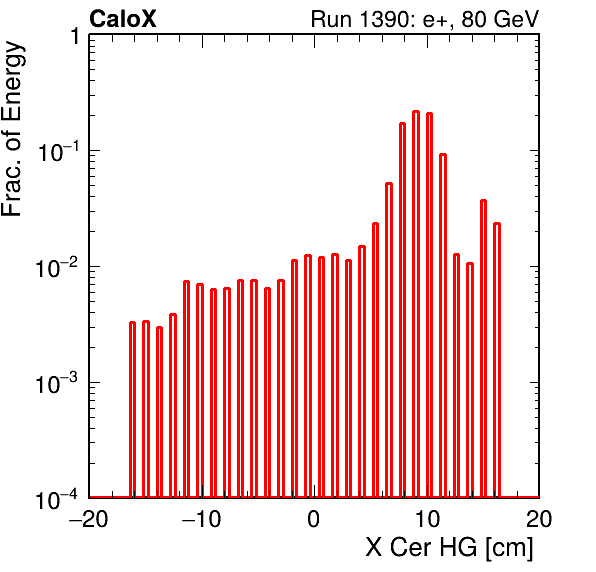 CaloX Run 1390: e+, 80 GeV
Frac. of Energy
1
10⁻¹
10⁻²
10⁻³
10⁻⁴
−20 −10 0 10 20
X Cer HG [cm]